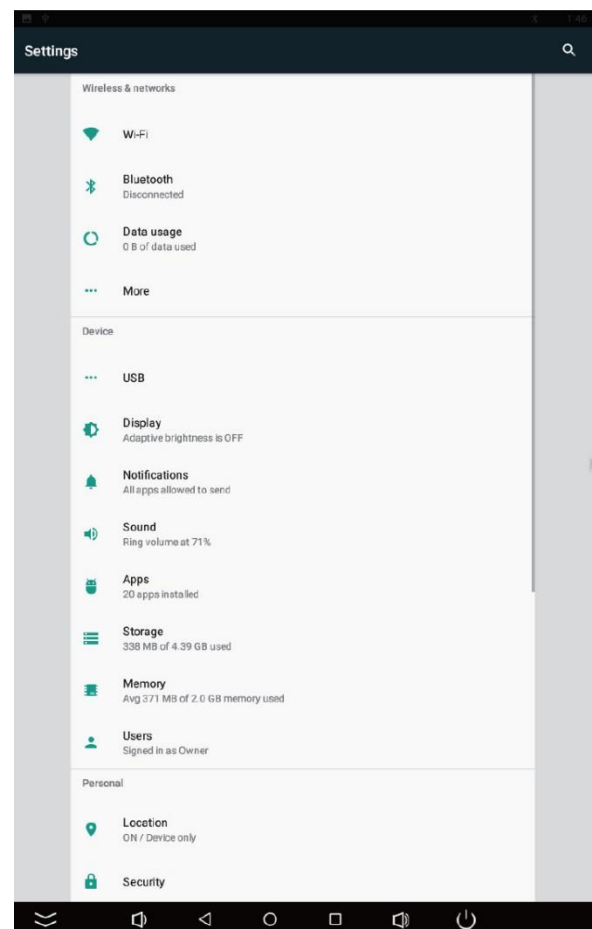 1:46
Settings
Wireless & networks
Wi-Fi
Bluetooth
Disconnected
Data usage
0 B of data used
More
Device
USB
Display
Adaptive brightness is OFF
Notifications
All apps allowed to send
Sound
Ring volume at 71%
Apps
20 apps installed
Storage
338 MB of 4.39 GB used
Memory
Avg 371 MB of 2.0 GB memory used
Users
Signed in as Owner
Personal
Location
ON / Device only
Security